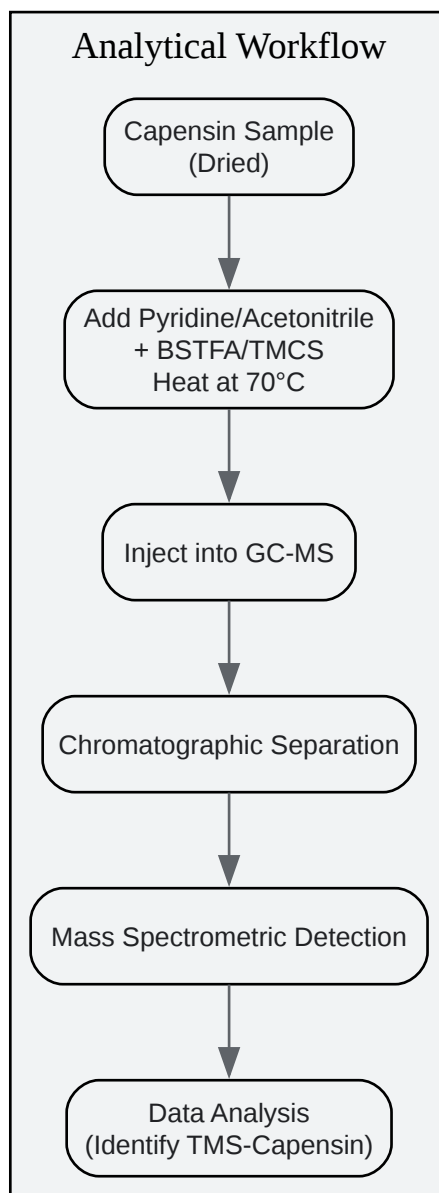 Analytical Workflow
Capensin Sample
(Dried)
Add Pyridine/Acetonitrile
+ BSTFA/TMCS
Heat at 70°C
Inject into GC-MS
Chromatographic Separation
Mass Spectrometric Detection
Data Analysis
(Identify TMS-Capensin)